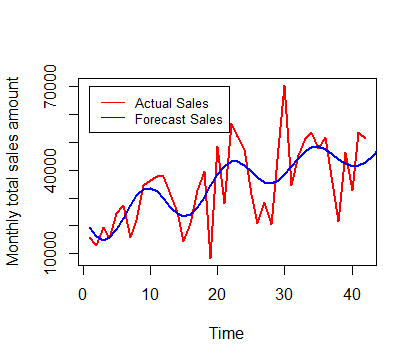 Monthly total sales amount
70000
40000
10000
Actual Sales
Forecast Sales
0 10 20 30 40
Time